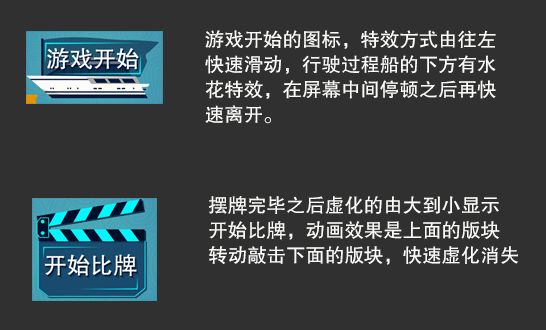 游戏开始
游戏开始的图标，特效方式由往左
快速滑动，行驶过程船的下方有水
花特效，在屏幕中间停顿之后再快
速离开。
开始比牌
摆牌完毕之后虚化的由大到小显示
开始比牌，动画效果是上面的版块
转动敲击下面的版块，快速虚化消失